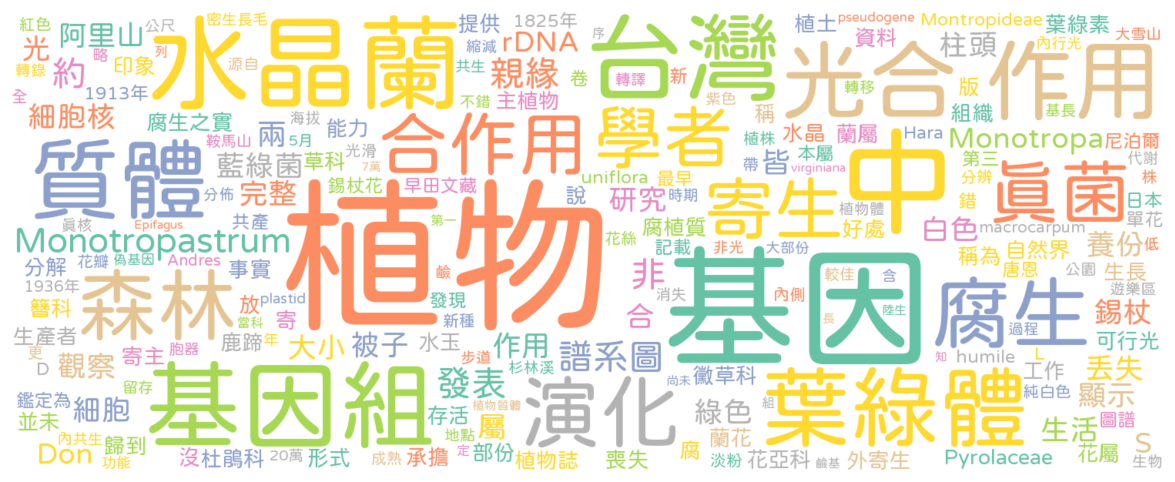 紅色 公尺 密生長毛 提供 1825年 序 植土 pseudogene Montropideae 葉綠素 大雪山
光 阿里山 水晶蘭 縮減 rDNA 台灣 資料 柱頭 內行光
轉錄 略 列 源自 共生 親緣 卷 轉譯 新 光合作用 轉移 版
全 約 印象 1913年 不錯 主植物 紫色 稱 組織 基長
細胞核 腐生之實 鞍馬山 兩 海拔 5月 能力 合作用 學者 植株 水晶 蘭屬 Hara Monotropa 尼泊爾
質體 藍綠菌 草科 光滑 7萬 皆 本屬 帶 virginiana 第三 代謝
分佈 完整 錫杖花 早田文藏 uniflora 最早 寄生 中 分辨 眞菌 株
眞核 Epifagus 共產 植物 第一 說 研究 時期 植物體 好處 錯 日本 單花
Monotropastrum 花絲 腐植質 記載 非光 大部份 白色 macrocarpum 養份 低
分解 花瓣 偽基因 Andres 事實 鹼 非 基因 較佳 含 稱為 自然界 唐恩 公園
1936年 簪科 森林 放 plastid 發現 消失 內側 腐生 生長 遊樂區
生產者 當科 寄 鹿蹄 年 新種 合 長 陸生 錫杖
更 D 觀察 寄主 胞器 大小 被子 水玉 步道 作用 譜系圖 過程 可行光
留存 基因組 杉林溪 發表 演化 尚未 徽草科 葉綠體 知 humile L 工作 丟失
鑑定為 細胞 植物質體 存活 綠色 組 純白色 顯示
並未 內共生 歸到 地點 屬 蘭花 生活 圖譜 S
Don 功能 沒 杜鵑科 20萬 形式 成熟 定 承擔 部份 植物誌 喪失 腐 淡粉 花亞科 鹼基 外寄生 Pyrolaceae 花屬 生物